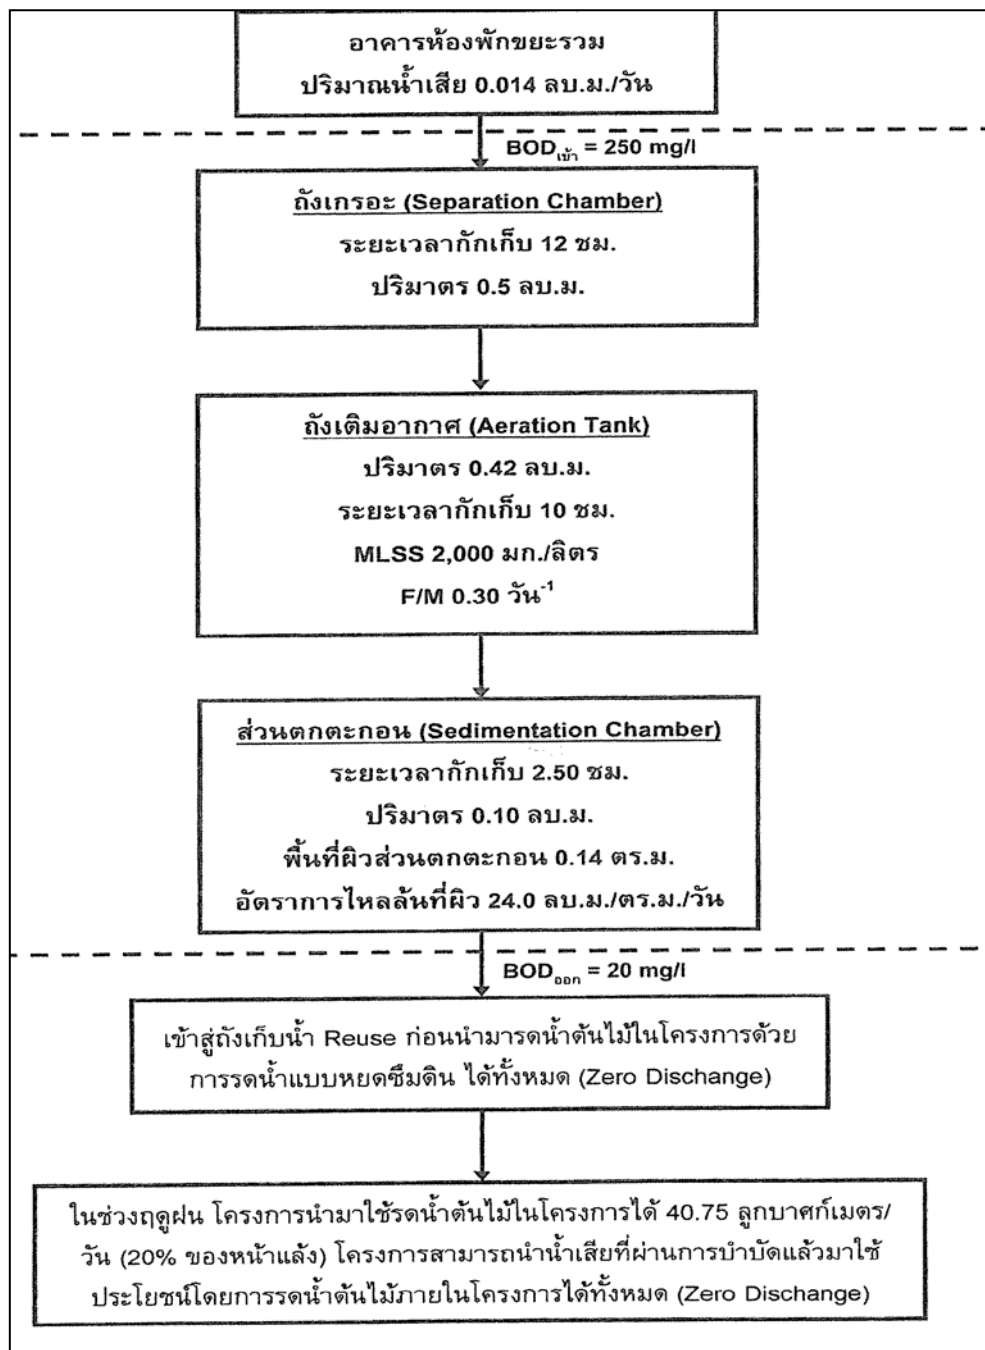 อาคารห้องพักขยะรวม
ปริมาณน้ำเสีย 0.014 ลบ.ม./วัน
BODเข้า = 250 mg/l
ถังเกรอะ (Separation Chamber)
ระยะเวลากักเก็บ 12 ชม.
ปริมาตร 0.5 ลบ.ม.
ถังเติมอากาศ (Aeration Tank)
ปริมาตร 0.42 ลบ.ม.
ระยะเวลากักเก็บ 10 ชม.
MLSS 2,000 มก./ลิตร
F/M 0.30 วัน⁻¹
ส่วนตกตะกอน (Sedimentation Chamber)
ระยะเวลากักเก็บ 2.50 ชม.
ปริมาตร 0.10 ลบ.ม.
พื้นที่ผิวส่วนตกตะกอน 0.14 ตร.ม.
อัตราการไหลล้นที่ผิว 24.0 ลบ.ม./ตร.ม./วัน
BODออก = 20 mg/l
เข้าสู่ถังเก็บน้ำ Reuse ก่อนนำมารดน้ำต้นไม้ในโครงการด้วย
การรดน้ำแบบหยดซึมดิน ได้ทั้งหมด (Zero Dischange)
ในช่วงฤดูฝน โครงการนำมาใช้รดน้ำต้นไม้ในโครงการได้ 40.75 ลูกบาศก์เมตร/
วัน (20% ของหน้าแล้ง) โครงการสามารถนำน้ำเสียที่ผ่านการบำบัดแล้วมาใช้
ประโยชน์โดยการรดน้ำต้นไม้ภายในโครงการได้ทั้งหมด (Zero Dischange)